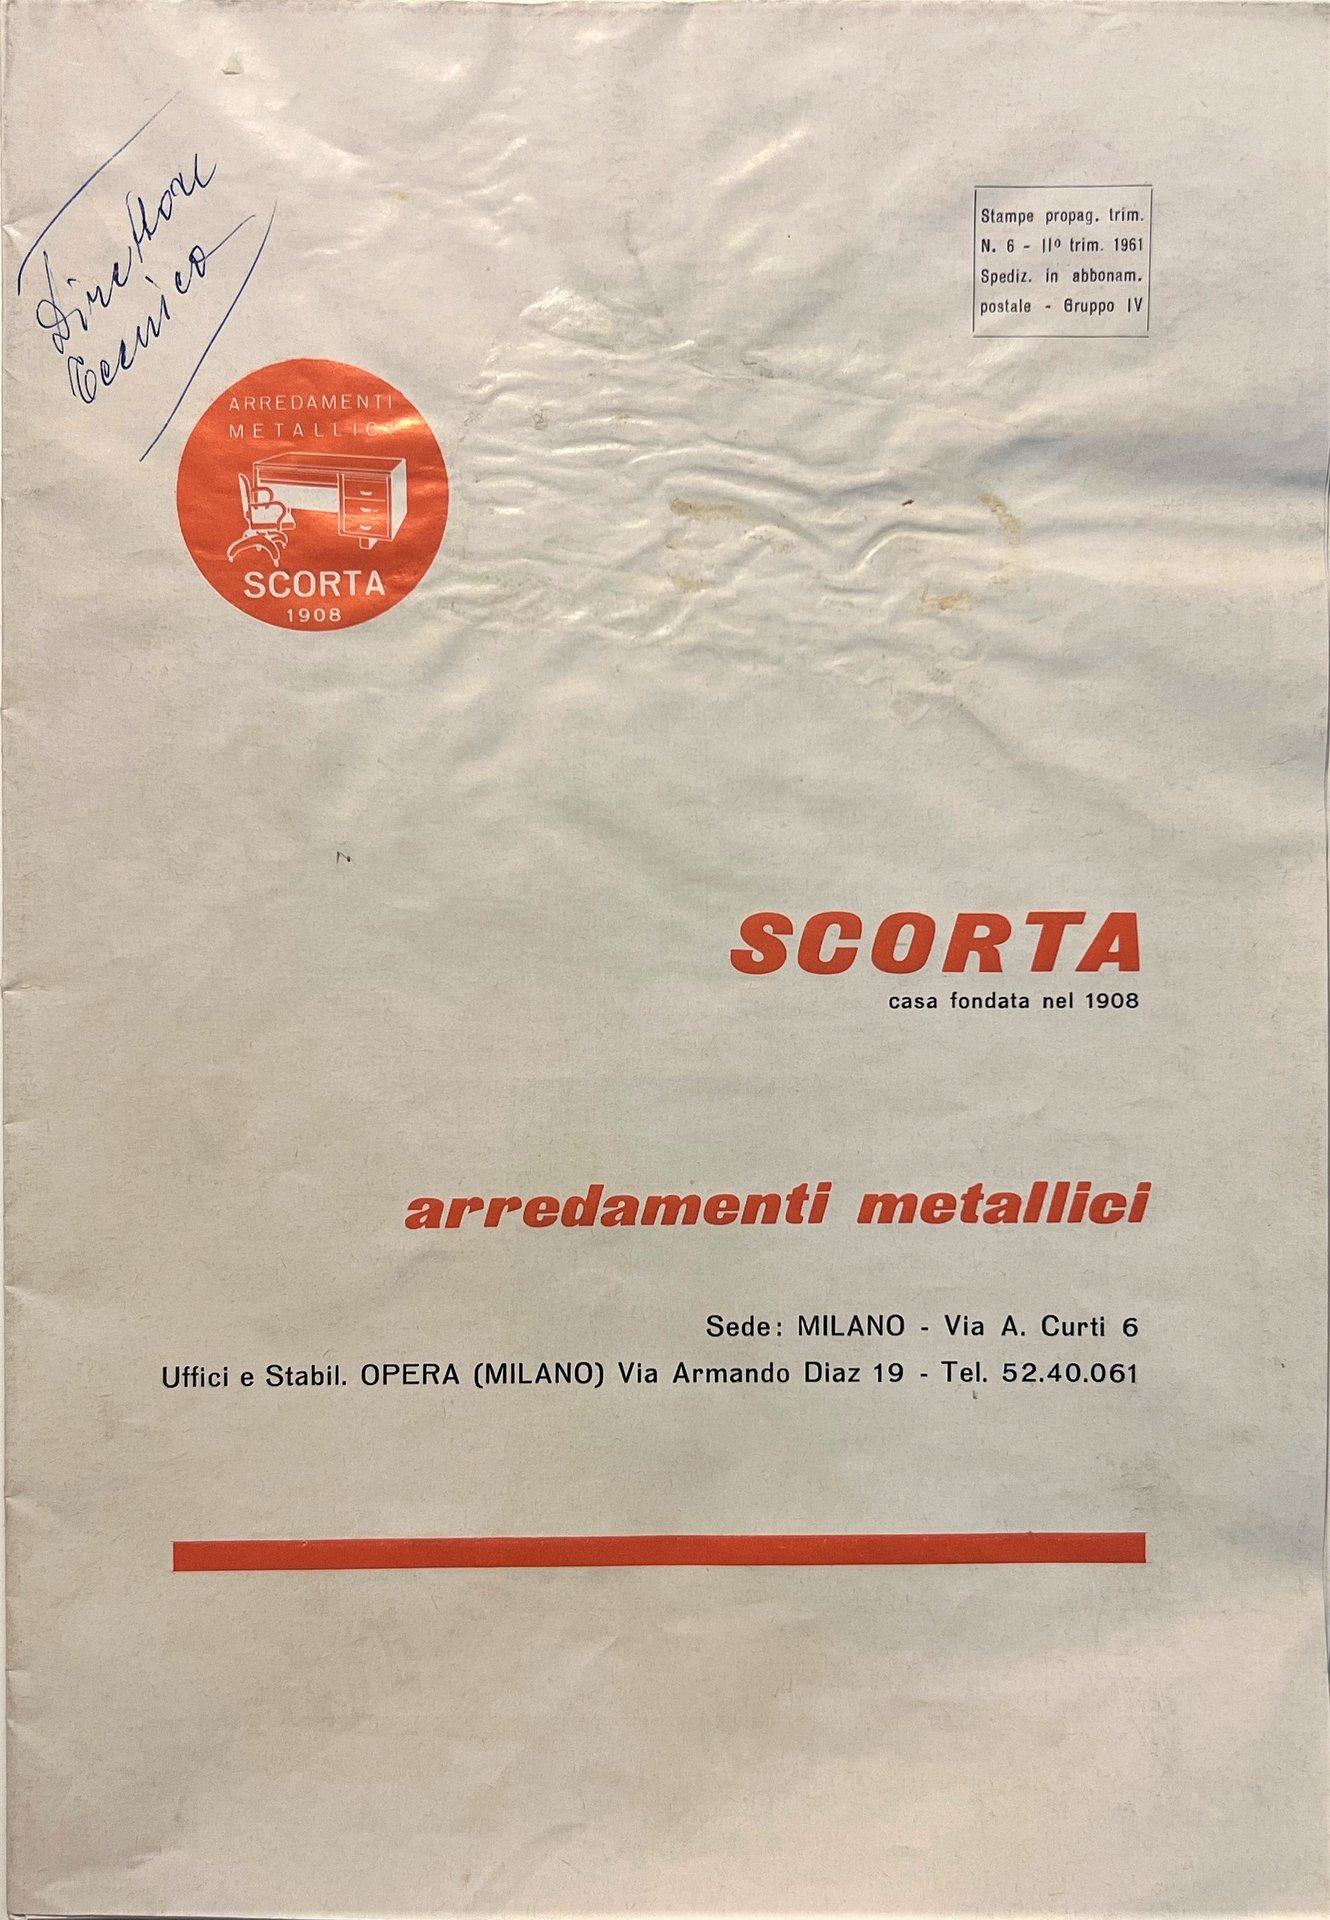 Direttore
Tecnico
Stampe propag. trim.
N. 6 - IIº trim. 1961
Spediz. in abbonam.
postale - Gruppo IV
ARREDAMENTI
METALLICI
SCORTA
1908
SCORTA
casa fondata nel 1908
arredamenti metallici
Sede: MILANO - Via A. Curti 6
Uffici e Stabil. OPERA (MILANO) Via Armando Diaz 19 - Tel. 52.40.061